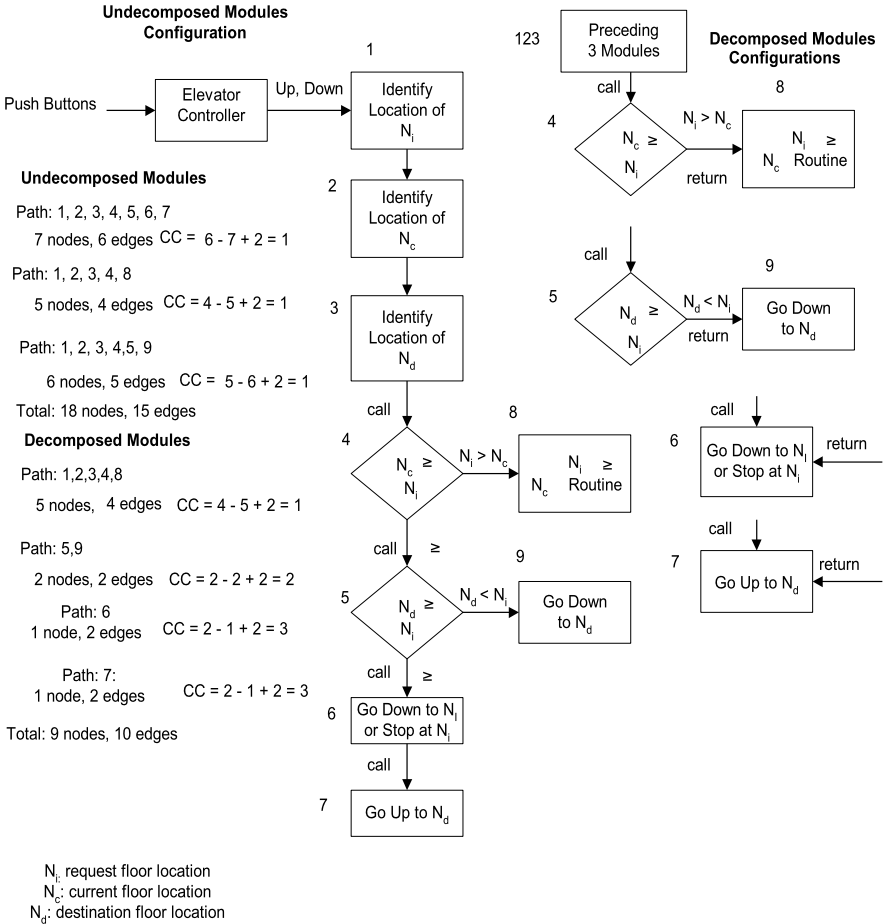 Undecomposed Modules
Configuration
Push Buttons
Elevator
Controller
Up, Down
1
Identify
Location of
Ni
2
Identify
Location of
Nc
3
Identify
Location of
Nd
call
4
Nc ≥
Ni
Ni > Nc
8
Ni ≥
Nc Routine
call ≥
5
Nd ≥
Ni
Nd < Ni
9
Go Down
to Nd
call ≥
6
Go Down to Nl
or Stop at Ni
call
7
Go Up to Nd
Undecomposed Modules
Path: 1, 2, 3, 4, 5, 6, 7
7 nodes, 6 edges CC = 6 - 7 + 2 = 1
Path: 1, 2, 3, 4, 8
5 nodes, 4 edges CC = 4 - 5 + 2 = 1
Path: 1, 2, 3, 4,5, 9
6 nodes, 5 edges CC = 5 - 6 + 2 = 1
Total: 18 nodes, 15 edges
Decomposed Modules
Path: 1,2,3,4,8
5 nodes, 4 edges CC = 4 - 5 + 2 = 1
Path: 5,9
2 nodes, 2 edges CC = 2 - 2 + 2 = 2
Path: 6
1 node, 2 edges CC = 2 - 1 + 2 = 3
Path: 7:
1 node, 2 edges CC = 2 - 1 + 2 = 3
Total: 9 nodes, 10 edges
Ni: request floor location
Nc: current floor location
Nd: destination floor location
Decomposed Modules
Configurations
123
Preceding
3 Modules
call
4
Nc ≥
Ni
Ni > Nc
return
8
Ni ≥
Nc Routine
call
5
Nd ≥
Ni
Nd < Ni
return
9
Go Down
to Nd
call
6
Go Down to Nl
or Stop at Ni
return
call
7
Go Up to Nd
return